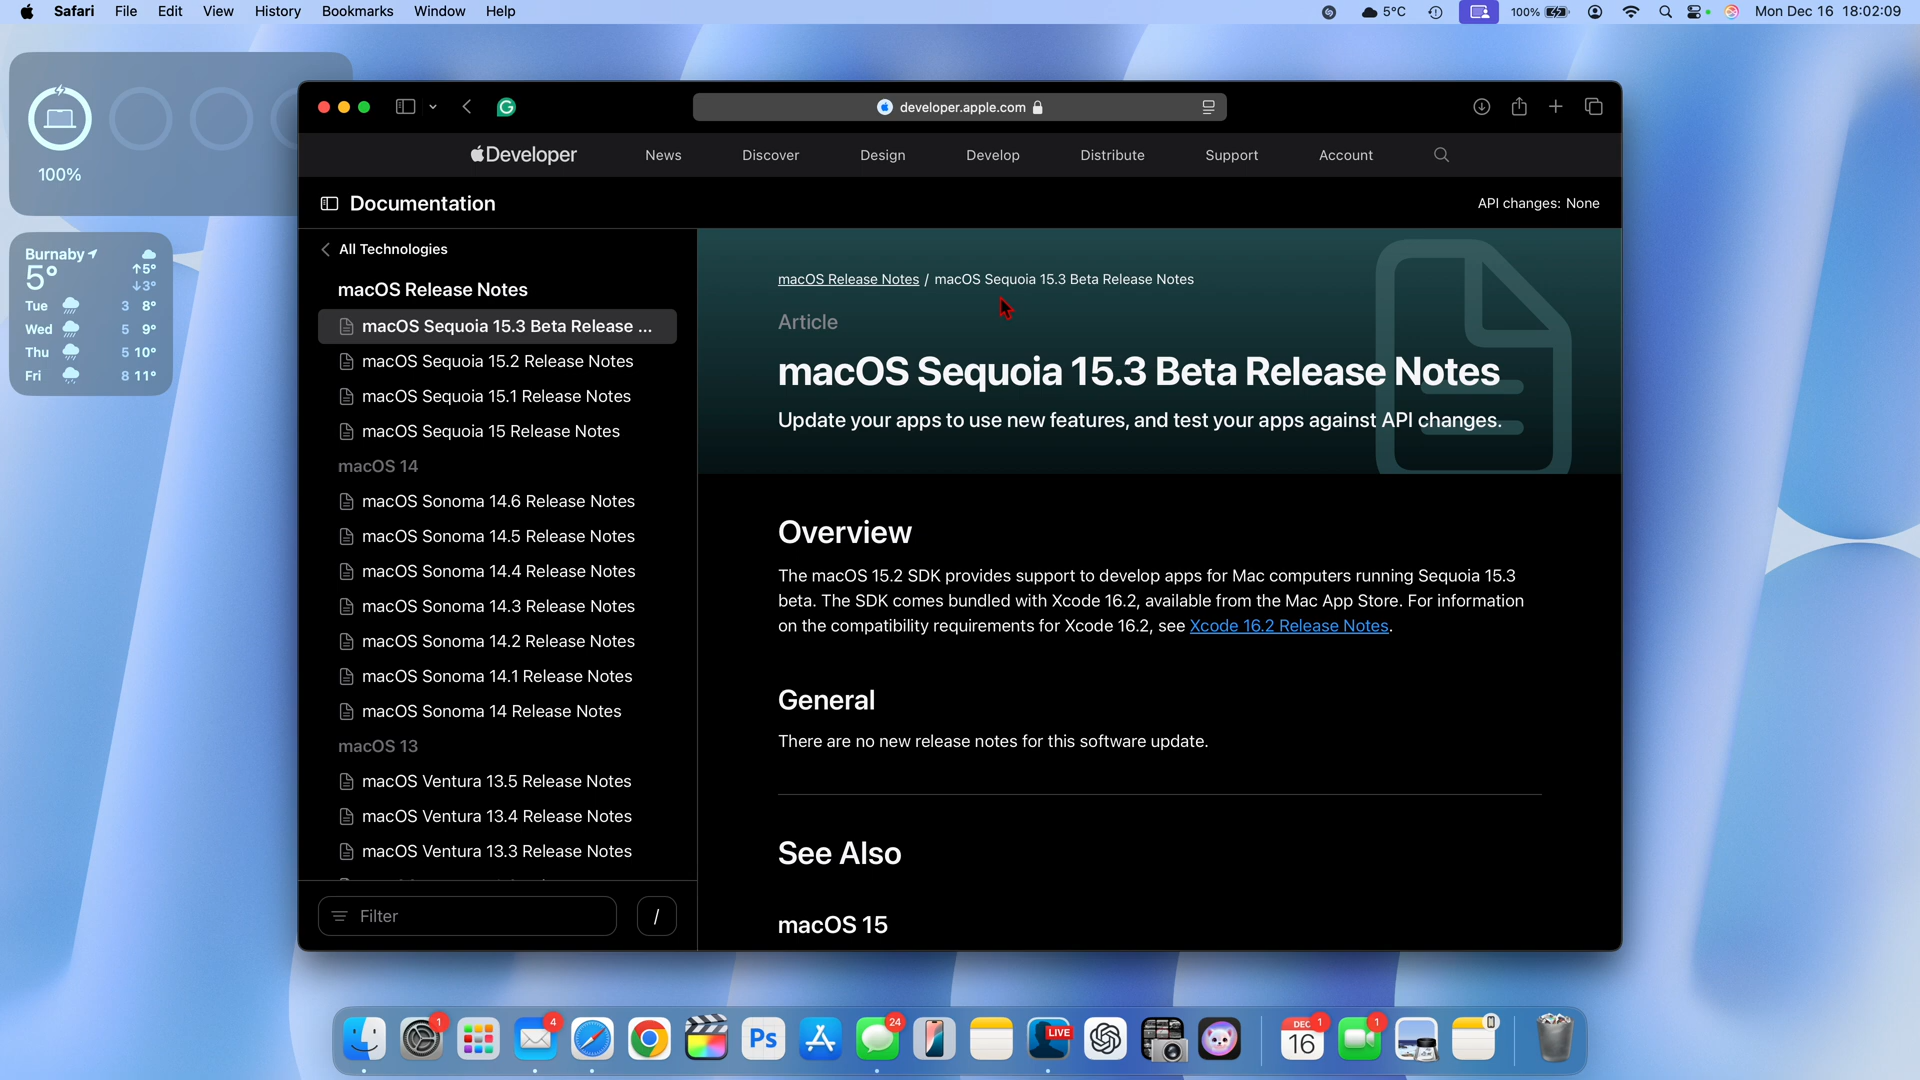 Safari File Edit View History Bookmarks Window Help
5°C 100% Mon Dec 16 18:02:09
100%
Burnaby
5° ↑5° ↓3°
Tue 3 8°
Wed 5 9°
Thu 5 10°
Fri 8 11°
developer.apple.com
Developer News Discover Design Develop Distribute Support Account
Documentation API changes: None
All Technologies
macOS Release Notes
macOS Sequoia 15.3 Beta Release ...
macOS Sequoia 15.2 Release Notes
macOS Sequoia 15.1 Release Notes
macOS Sequoia 15 Release Notes
macOS 14
macOS Sonoma 14.6 Release Notes
macOS Sonoma 14.5 Release Notes
macOS Sonoma 14.4 Release Notes
macOS Sonoma 14.3 Release Notes
macOS Sonoma 14.2 Release Notes
macOS Sonoma 14.1 Release Notes
macOS Sonoma 14 Release Notes
macOS 13
macOS Ventura 13.5 Release Notes
macOS Ventura 13.4 Release Notes
macOS Ventura 13.3 Release Notes
Filter /
macOS Release Notes / macOS Sequoia 15.3 Beta Release Notes
Article
macOS Sequoia 15.3 Beta Release Notes
Update your apps to use new features, and test your apps against API changes.
Overview
The macOS 15.2 SDK provides support to develop apps for Mac computers running Sequoia 15.3
beta. The SDK comes bundled with Xcode 16.2, available from the Mac App Store. For information
on the compatibility requirements for Xcode 16.2, see Xcode 16.2 Release Notes.
General
There are no new release notes for this software update.
See Also
macOS 15
1 4 24 1 1
Ps LIVE DEC 16